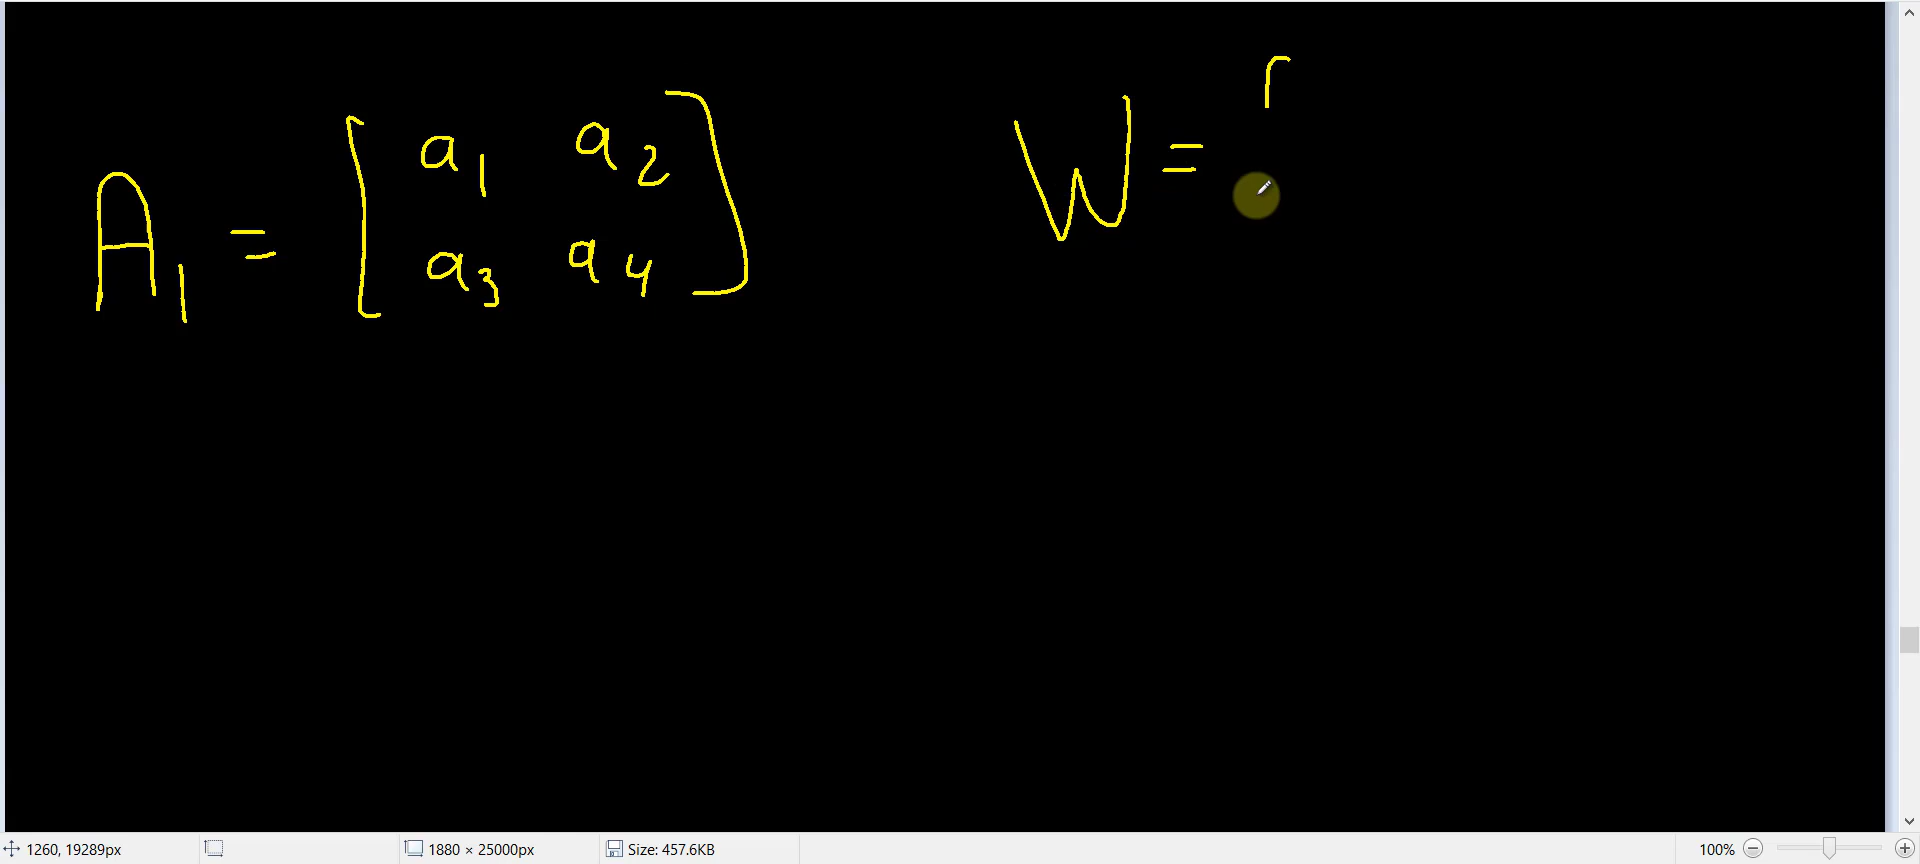 A₁ = [ a₁ a₂
a₃ a₄ ]
W =
1260, 19289px
1880 × 25000px
Size: 457.6KB
100%